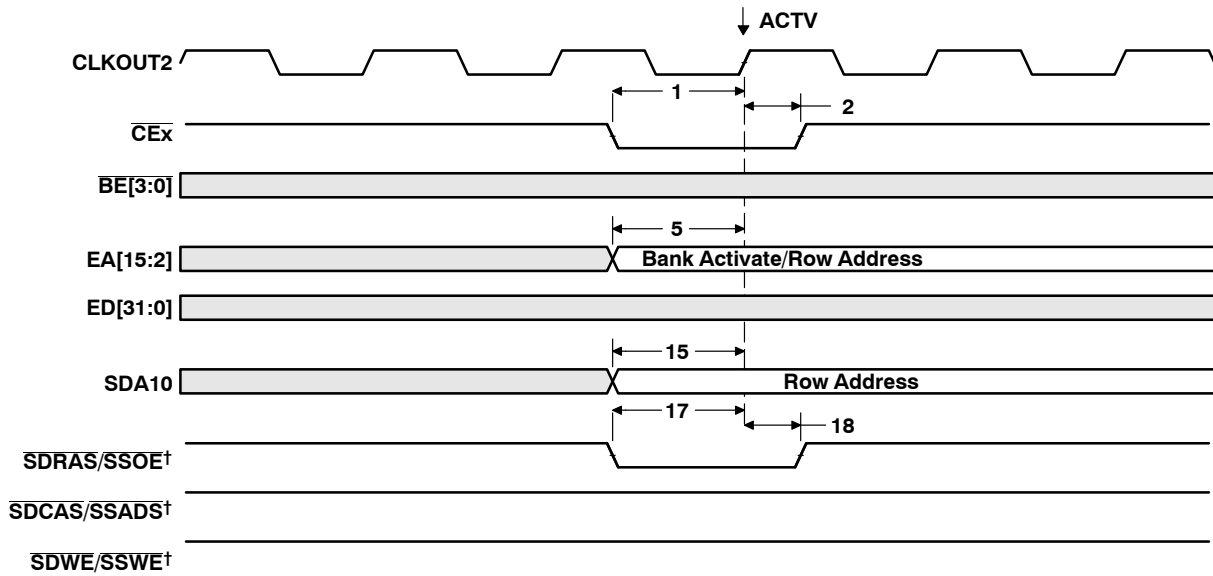 ACTV
CLKOUT2
1
2
CEx
BE[3:0]
5
EA[15:2]
Bank Activate/Row Address
ED[31:0]
15
SDA10
Row Address
17
18
SDRAS/SSOE†
SDCAS/SSADS†
SDWE/SSWE†